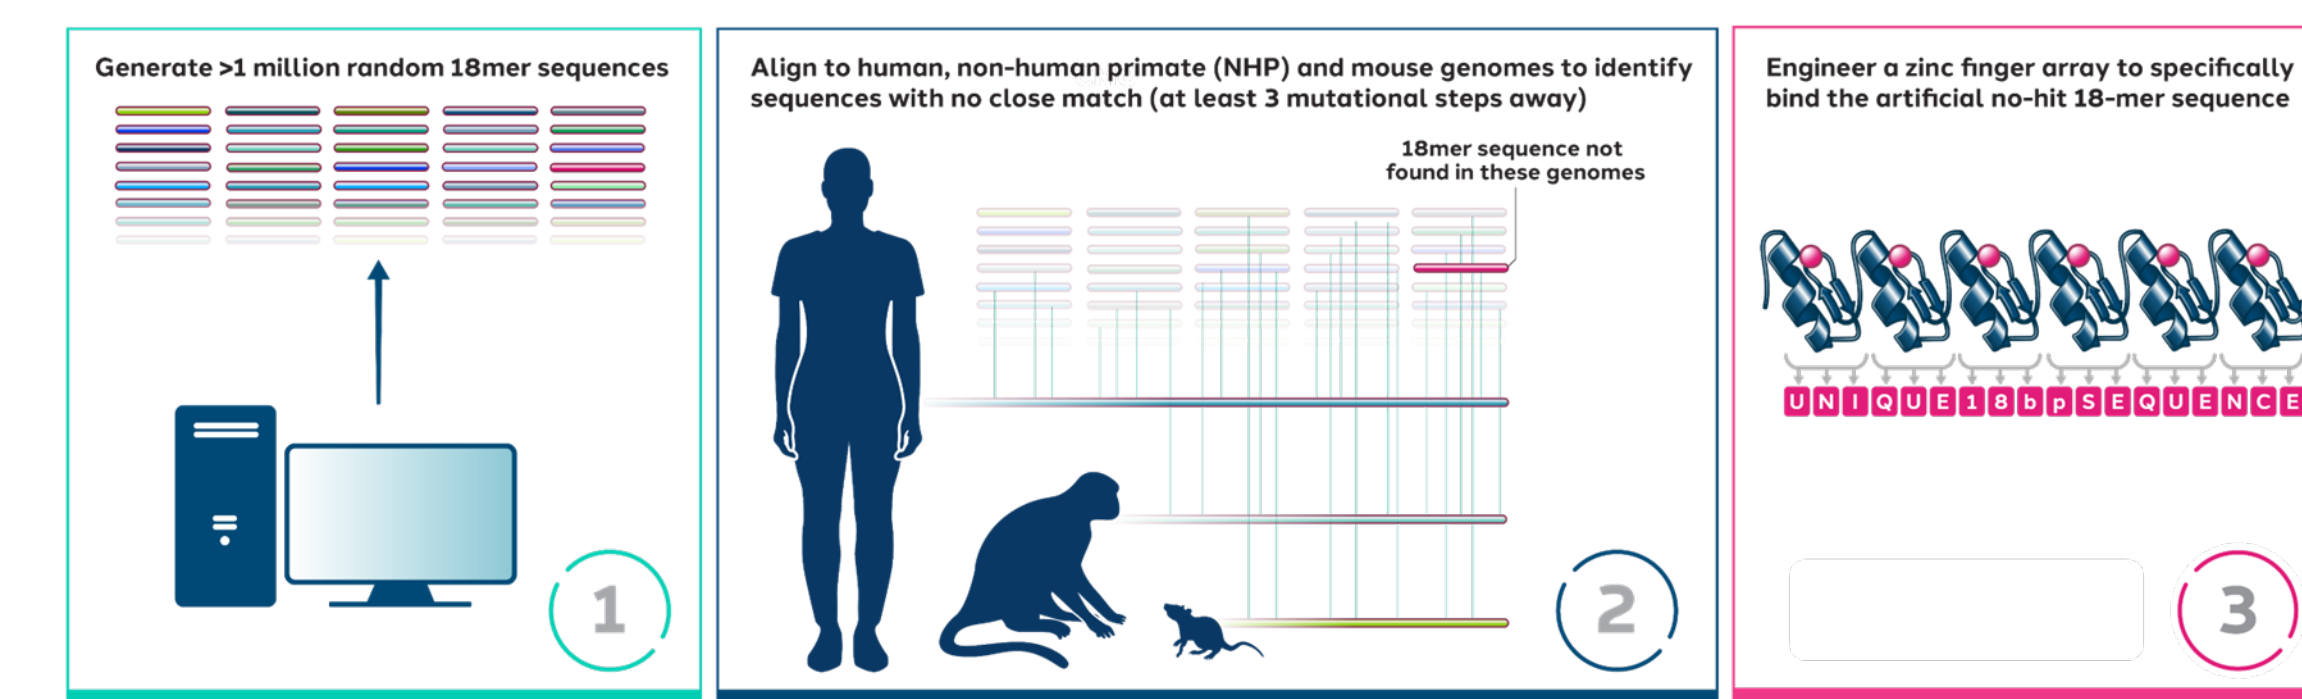 Generate >1 million random 18mer sequences
1
Align to human, non-human primate (NHP) and mouse genomes to identify
sequences with no close match (at least 3 mutational steps away)
18mer sequence not
found in these genomes
2
Engineer a zinc finger array to specifically
bind the artificial no-hit 18-mer sequence
UNIQUE18bpSEQUENCE
3